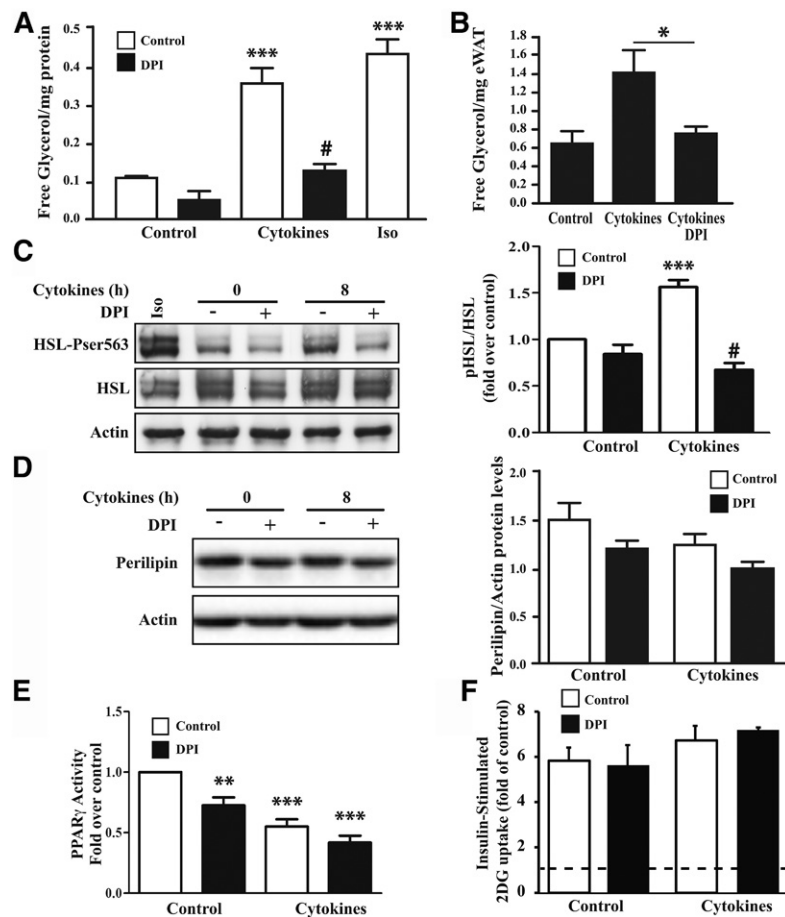 A
Free Glycerol/mg protein
0.5
0.4
0.3
0.2
0.1
0.0
Control
DPI
***
#
***
Control Cytokines Iso
B
Free Glycerol/mg eWAT
1.8
1.6
1.4
1.2
1.0
0.8
0.6
0.4
0.2
0.0
*
Control Cytokines Cytokines
DPI
C
Cytokines (h) Iso 0 8
DPI - + - +
HSL-Pser563
HSL
Actin
pHSL/HSL
(fold over control)
2.0
1.5
1.0
0.5
0.0
Control
DPI
***
#
Control Cytokines
D
Cytokines (h) 0 8
DPI - + - +
Perilipin
Actin
Perilipin/Actin protein levels
2.0
1.5
1.0
0.5
0.0
Control
DPI
Control Cytokines
E
PPARγ Activity
Fold over control
1.5
1.0
0.5
0.0
Control
DPI
**
***
***
Control Cytokines
F
Insulin-Stimulated
2DG uptake (fold of control)
8
6
4
2
0
Control
DPI
Control Cytokines